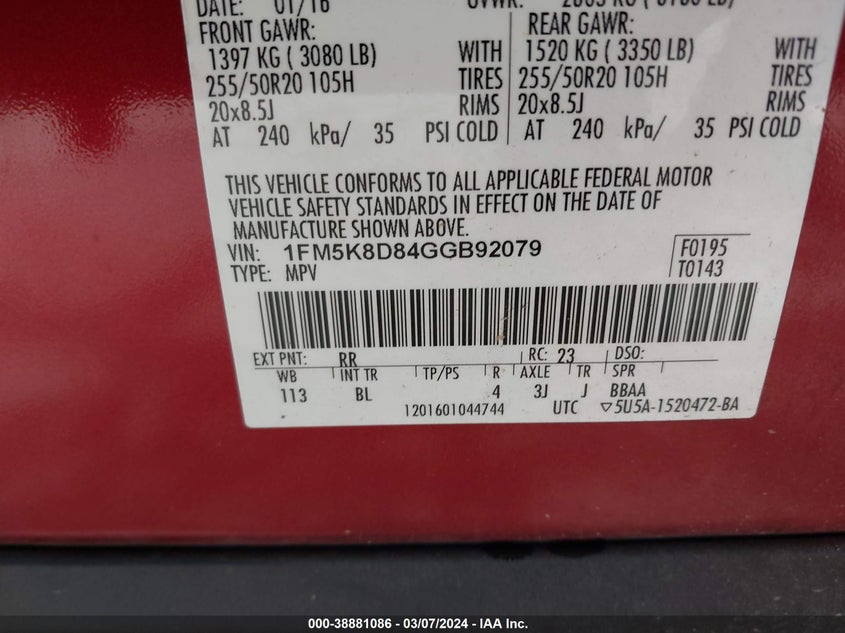 DATE: 01/16 GVWR:
FRONT GAWR: REAR GAWR:
1397 KG ( 3080 LB) WITH 1520 KG ( 3350 LB) WITH
255/50R20 105H TIRES 255/50R20 105H TIRES
20x8.5J RIMS 20x8.5J RIMS
AT 240 kPa/ 35 PSI COLD AT 240 kPa/ 35 PSI COLD
THIS VEHICLE CONFORMS TO ALL APPLICABLE FEDERAL MOTOR
VEHICLE SAFETY STANDARDS IN EFFECT ON THE DATE OF
MANUFACTURE SHOWN ABOVE.
VIN: 1FM5K8D84GGB92079 F0195
TYPE: MPV T0143
EXT PNT: RR RC: 23 DSO:
WB INT TR TP/PS R AXLE TR SPR
113 BL 4 3J J BBAA
1201601044744 UTC ▽5U5A-1520472-BA
000-38881086 - 03/07/2024 - IAA Inc.